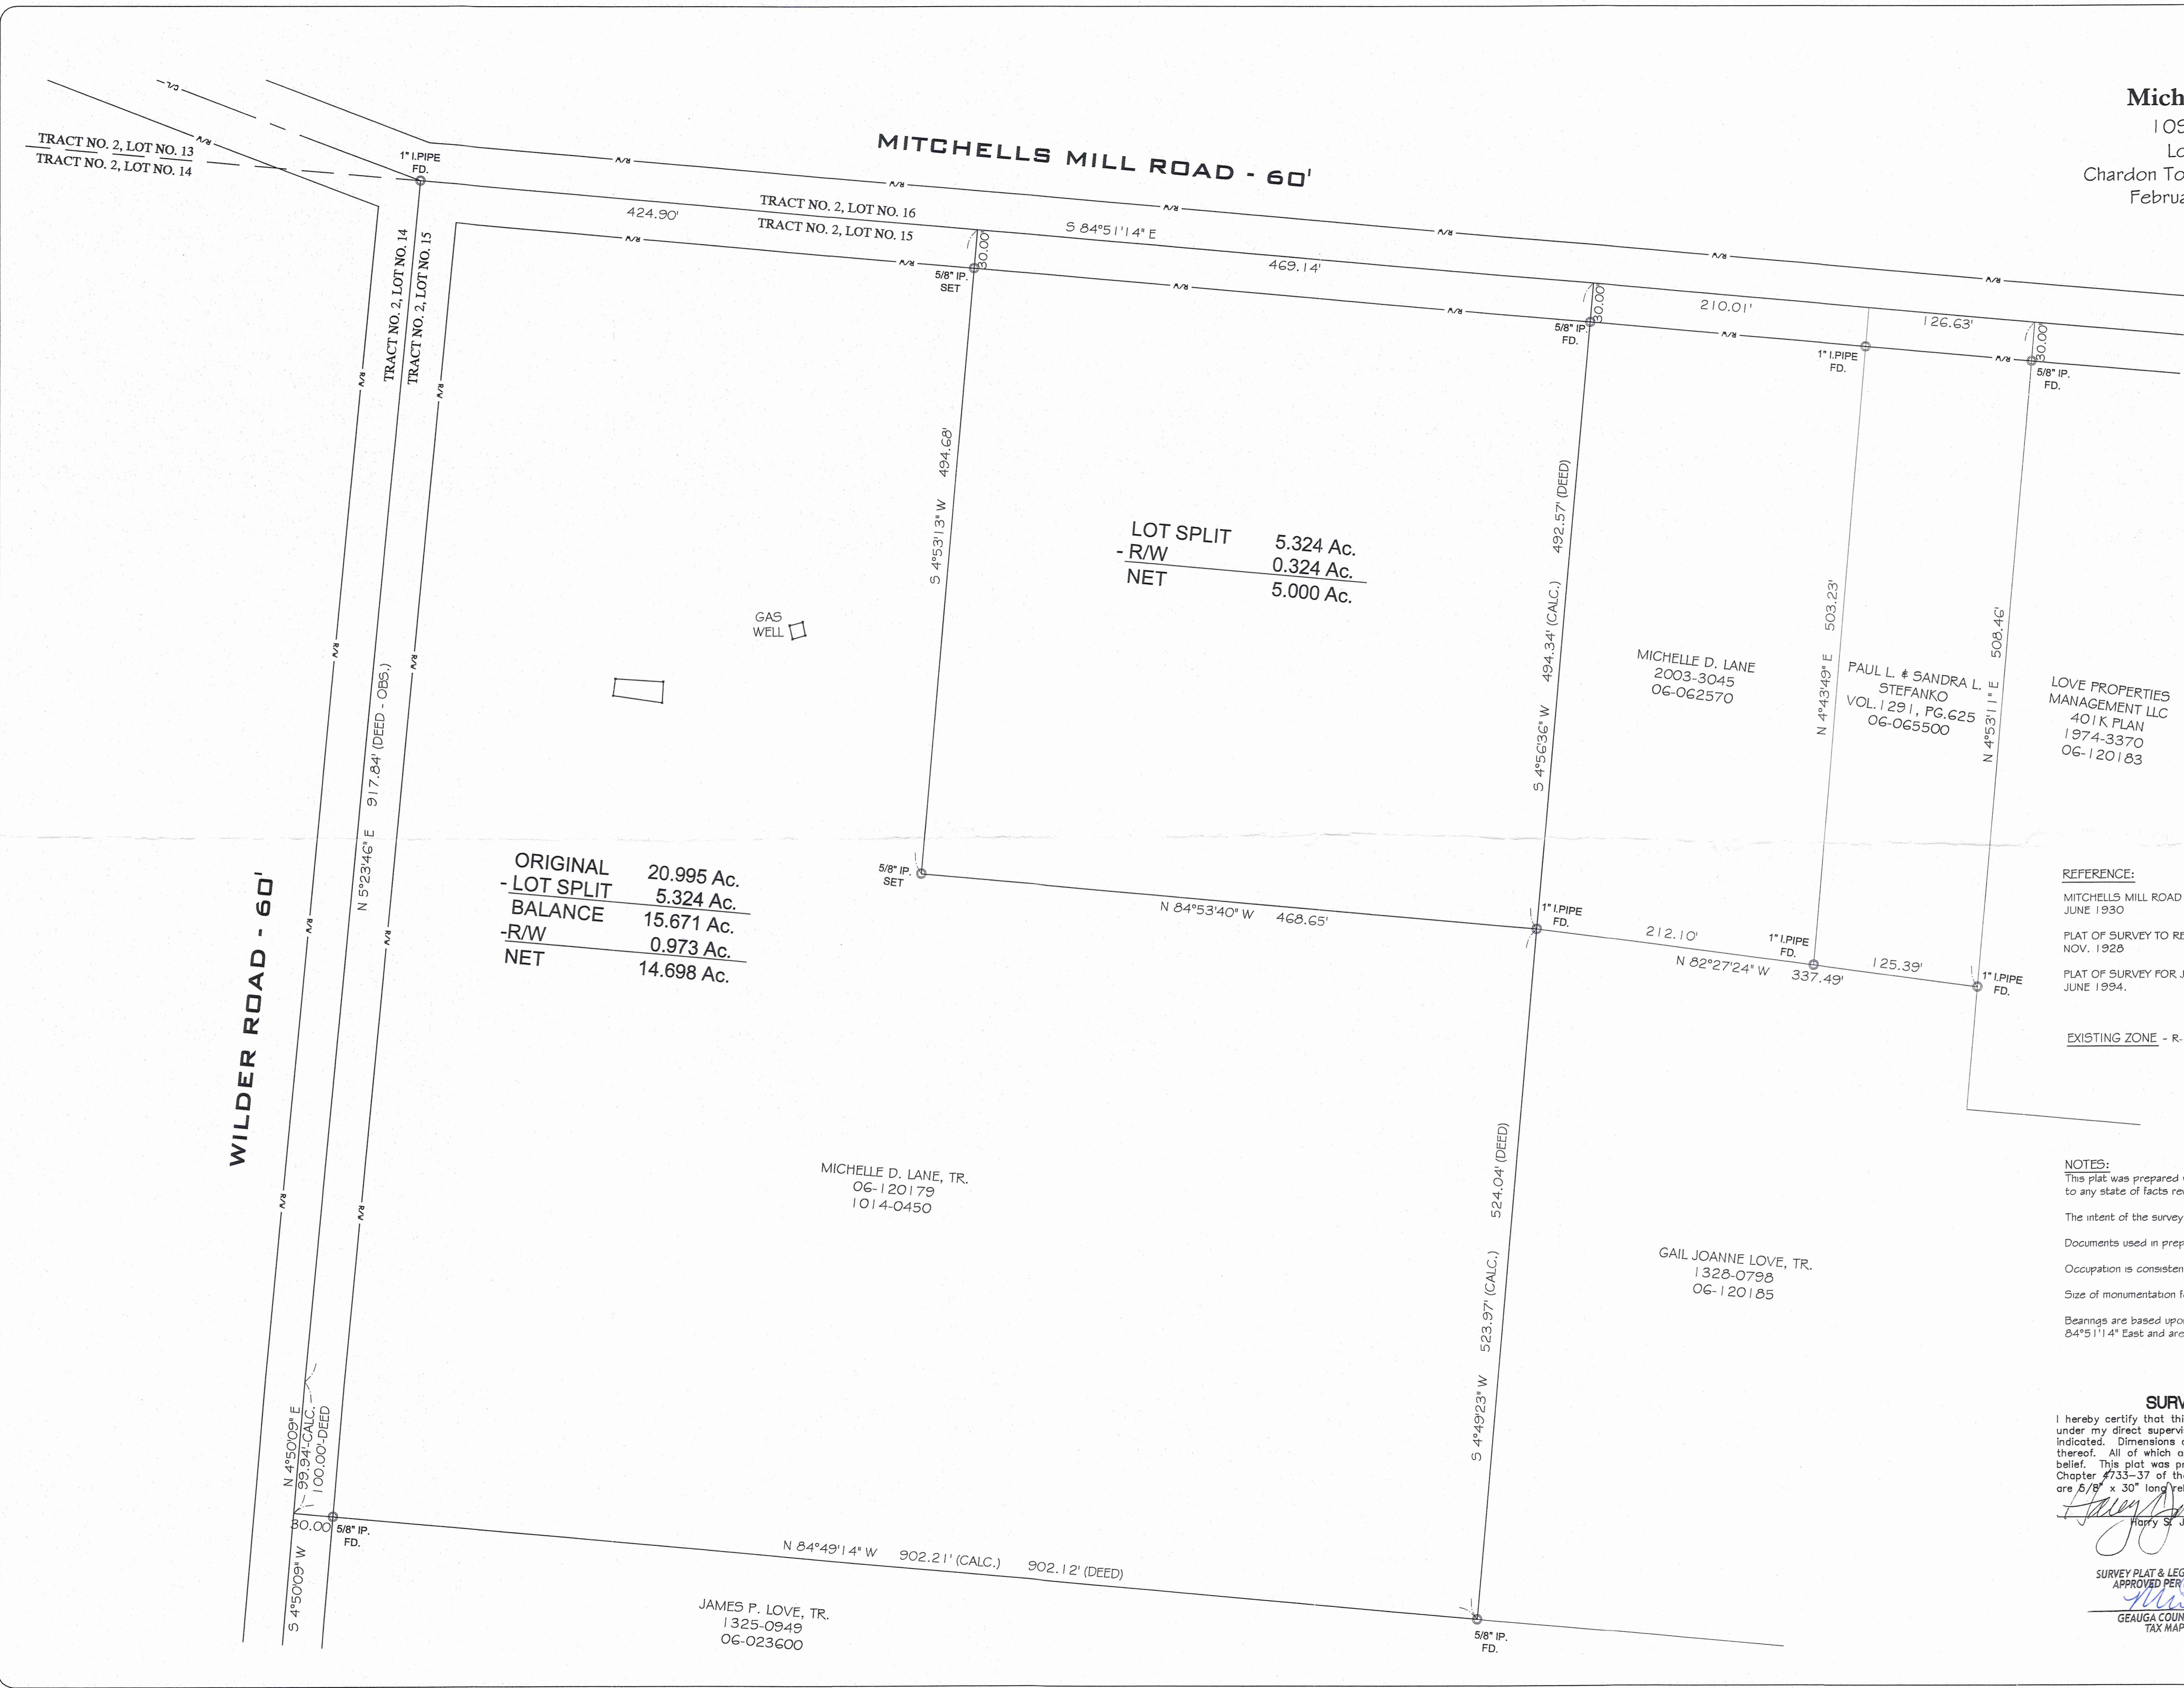 Mich
109
Lo
Chardon To
Februa
C/L
R/W
TRACT NO. 2, LOT NO. 13
TRACT NO. 2, LOT NO. 14
1" I.PIPE
FD.
MITCHELLS MILL ROAD - 60'
R/W
R/W
R/W
R/W
R/W
R/W
424.90'
TRACT NO. 2, LOT NO. 16
TRACT NO. 2, LOT NO. 15
S 84°51'14" E
469.14'
210.01'
126.63'
R/W
R/W
R/W
R/W
R/W
R/W
30.00'
5/8" IP.
SET
30.00'
5/8" IP.
FD.
1" I.PIPE
FD.
30.00'
5/8" IP.
FD.
TRACT NO. 2, LOT NO. 14
TRACT NO. 2, LOT NO. 15
R/W
R/W
R/W
R/W
R/W
R/W
R/W
R/W
S 4°53'13" W 494.68'
LOT SPLIT 5.324 Ac.
- R/W 0.324 Ac.
NET 5.000 Ac.
S 4°56'36" W 494.34' (CALC.) 492.57' (DEED)
GAS
WELL
MICHELLE D. LANE
2003-3045
06-062570
N 4°43'49" E 503.23'
PAUL L. & SANDRA L.
STEFANKO
VOL.1291, PG.625
06-065500
N 4°53'11" E 508.46'
LOVE PROPERTIES
MANAGEMENT LLC
401K PLAN
1974-3370
06-120183
N 5°23'46" E 917.84' (DEED - OBS.)
WILDER ROAD - 60'
ORIGINAL 20.995 Ac.
- LOT SPLIT 5.324 Ac.
BALANCE 15.671 Ac.
-R/W 0.973 Ac.
NET 14.698 Ac.
5/8" IP.
SET
N 84°53'40" W 468.65'
1" I.PIPE
FD.
212.10'
1" I.PIPE
FD.
125.39'
N 82°27'24" W 337.49'
1" I.PIPE
FD.
REFERENCE:
MITCHELLS MILL ROAD
JUNE 1930
PLAT OF SURVEY TO RE
NOV. 1928
PLAT OF SURVEY FOR J
JUNE 1994.
EXISTING ZONE - R-
MICHELLE D. LANE, TR.
06-120179
1014-0450
S 4°49'23" W 523.97' (CALC.) 524.04' (DEED)
GAIL JOANNE LOVE, TR.
1328-0798
06-120185
NOTES:
This plat was prepared
to any state of facts re
The intent of the survey
Documents used in prep
Occupation is consisten
Size of monumentation f
Bearings are based upo
84°51'14" East and are
N 4°50'09" E
99.94'-CALC.
100.00'-DEED
30.00
5/8" IP.
FD.
S 4°50'09" W
N 84°49'14" W 902.21' (CALC.) 902.12' (DEED)
5/8" IP.
FD.
JAMES P. LOVE, TR.
1325-0949
06-023600
SURV
I hereby certify that thi
under my direct supervi
indicated. Dimensions
thereof. All of which a
belief. This plat was pr
Chapter 4733-37 of the
are 5/8" x 30" long rel
Harry S. J
SURVEY PLAT & LEG
APPROVED PER
GEAUGA COUN
TAX MAP